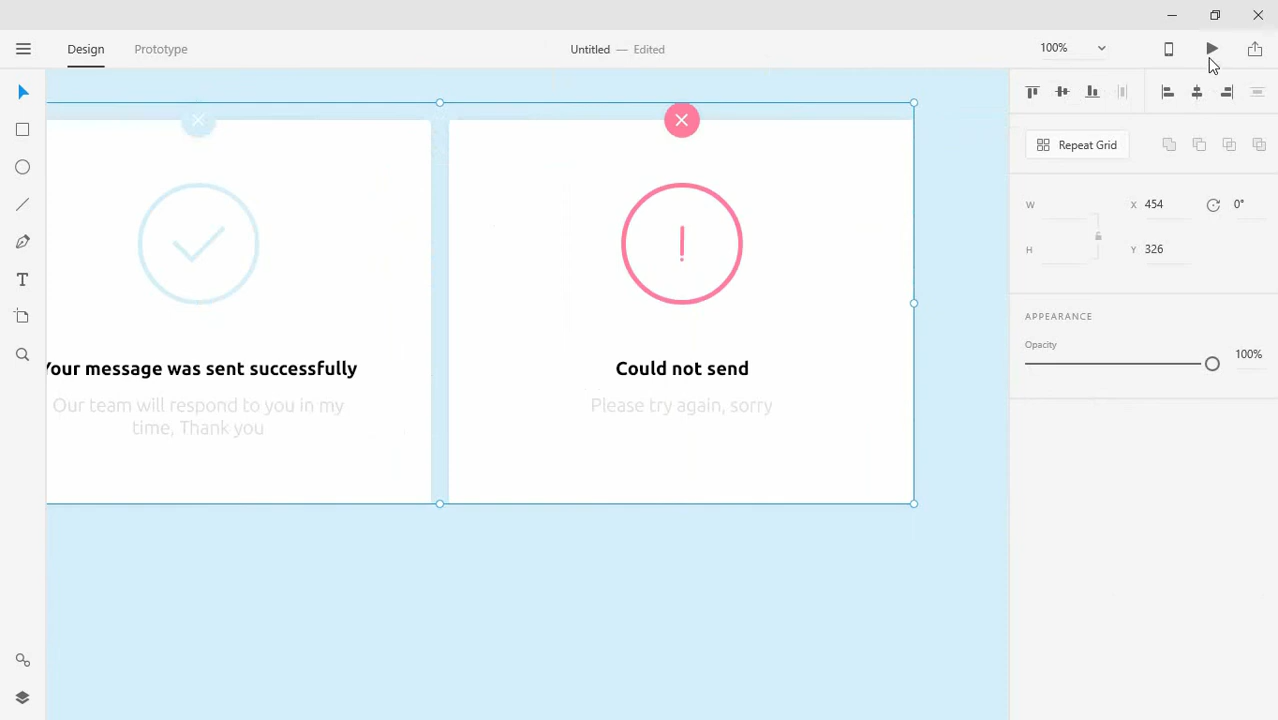 Design
Prototype
Untitled — Edited
100%
Repeat Grid
W
X 454
0°
H
Y 326
APPEARANCE
Opacity
100%
Your message was sent successfully
Our team will respond to you in my
time, Thank you
Could not send
Please try again, sorry